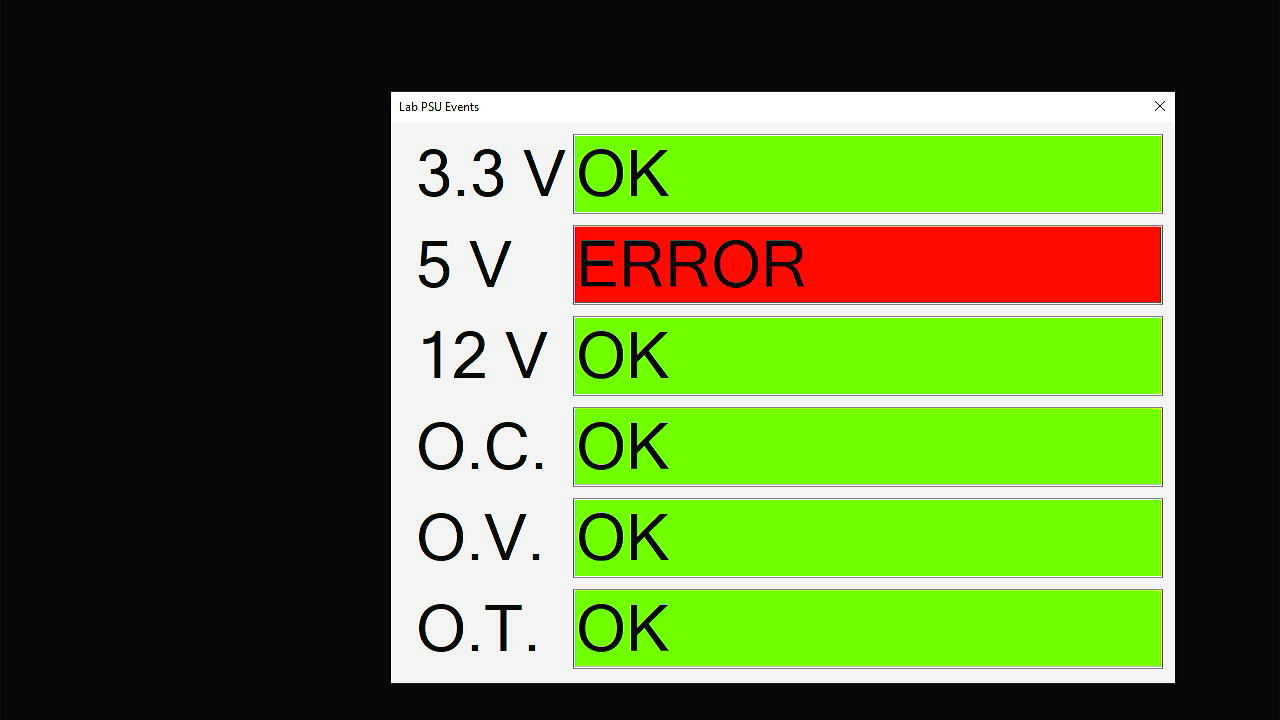 Lab PSU Events
3.3 V OK
5 V ERROR
12 V OK
O.C. OK
O.V. OK
O.T. OK